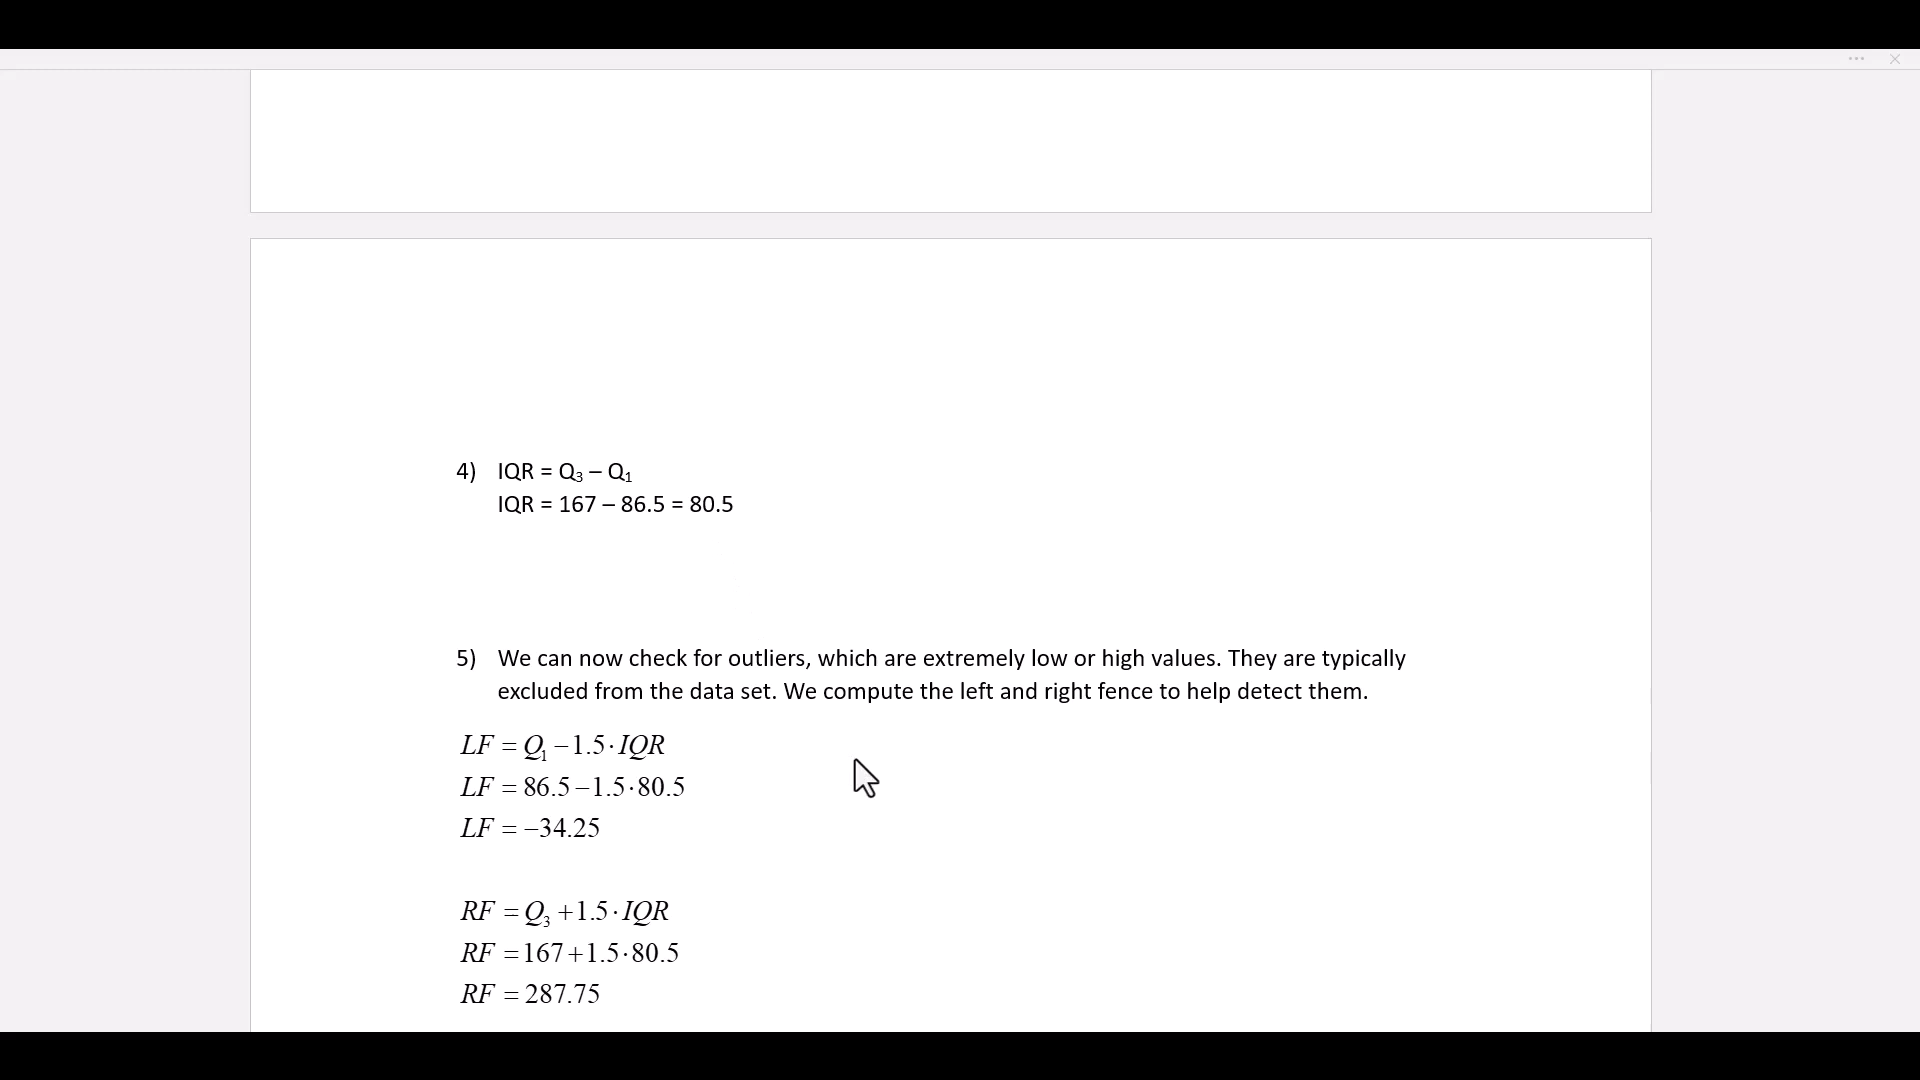 4) IQR = Q₃ – Q₁
IQR = 167 – 86.5 = 80.5
5) We can now check for outliers, which are extremely low or high values. They are typically
excluded from the data set. We compute the left and right fence to help detect them.
LF = Q₁ − 1.5 · IQR
LF = 86.5 − 1.5 · 80.5
LF = −34.25
RF = Q₃ + 1.5 · IQR
RF = 167 + 1.5 · 80.5
RF = 287.75